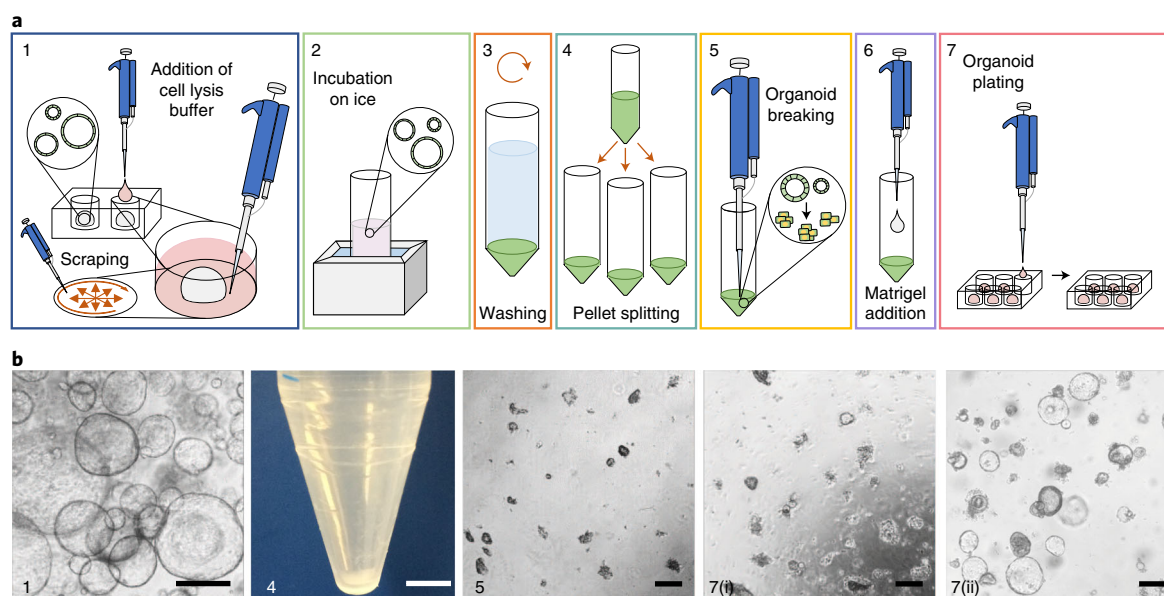 a
1
Addition of
cell lysis
buffer
Scraping
2
Incubation
on ice
3
Washing
4
Pellet splitting
5
Organoid
breaking
6
Matrigel
addition
7
Organoid
plating
b
1
4
5
7(i)
7(ii)